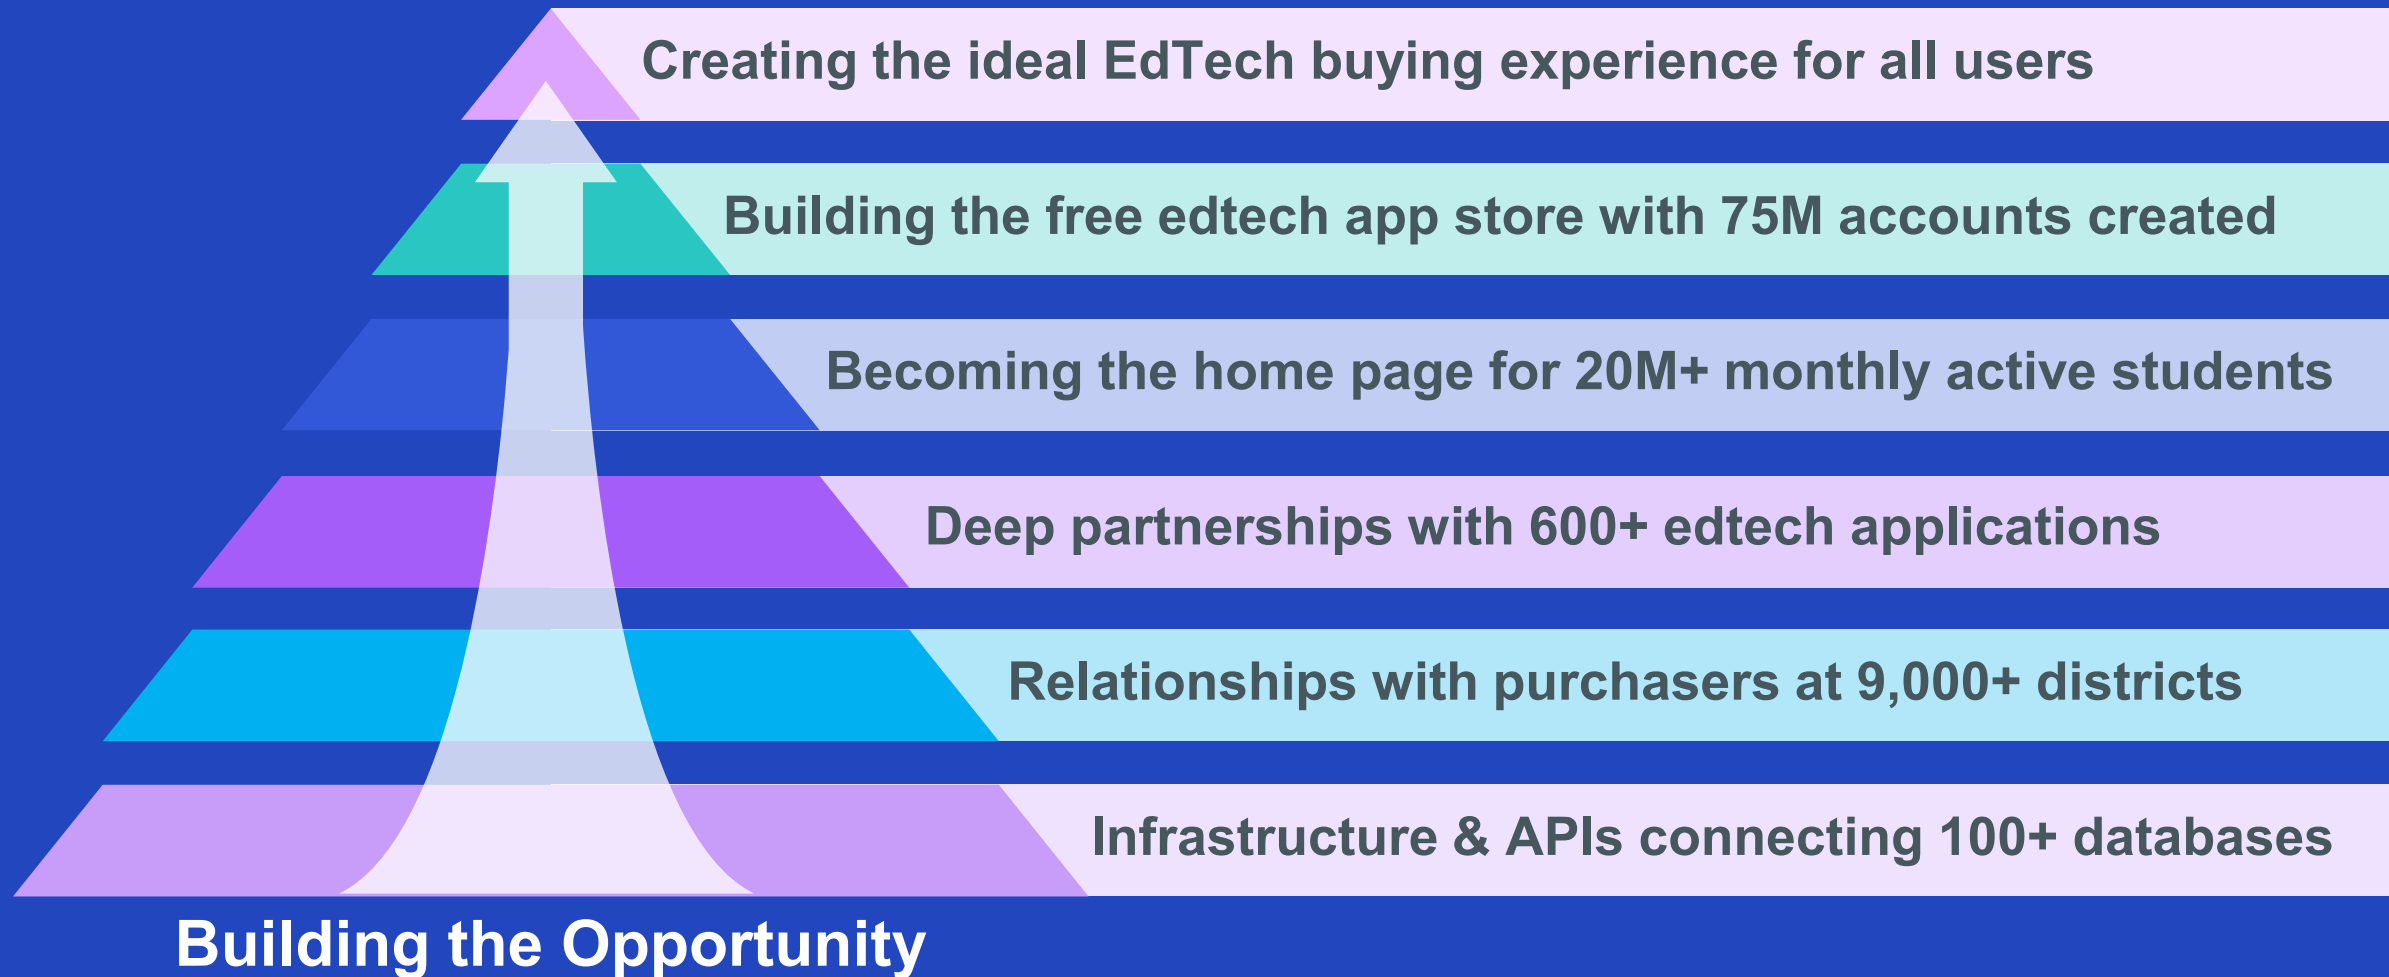 Creating the ideal EdTech buying experience for all users
Building the free edtech app store with 75M accounts created
Becoming the home page for 20M+ monthly active students
Deep partnerships with 600+ edtech applications
Relationships with purchasers at 9,000+ districts
Infrastructure & APIs connecting 100+ databases
Building the Opportunity